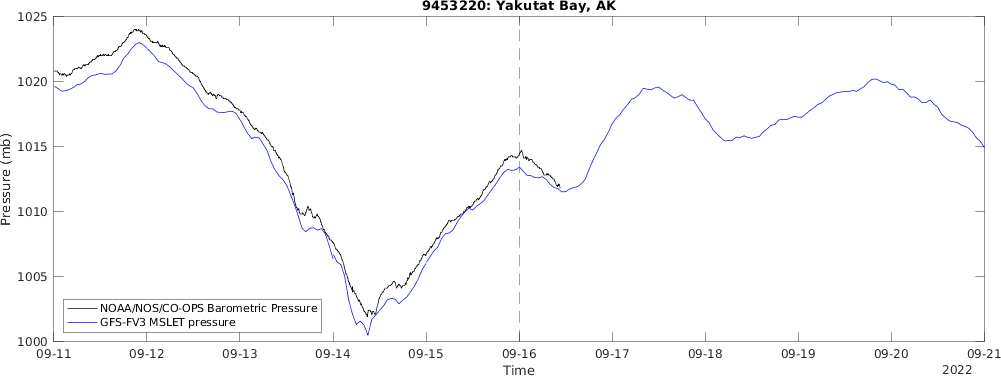 9453220: Yakutat Bay, AK
Pressure (mb)
1025
1020
1015
1010
1005
1000
NOAA/NOS/CO-OPS Barometric Pressure
GFS-FV3 MSLET pressure
09-11 09-12 09-13 09-14 09-15 09-16 09-17 09-18 09-19 09-20 09-21
Time
2022